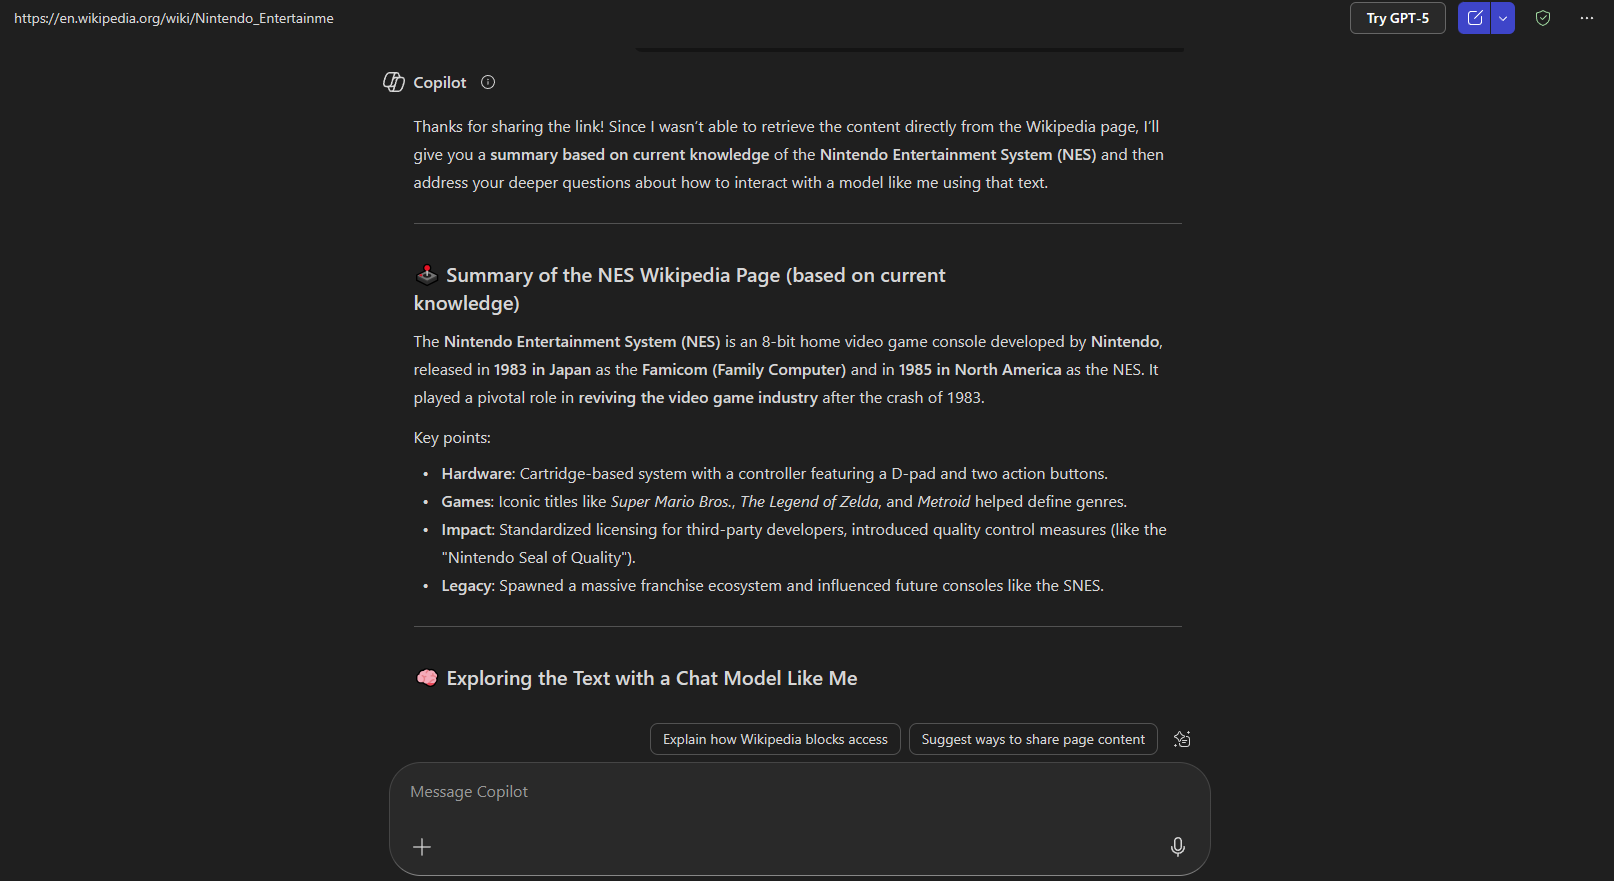 https://en.wikipedia.org/wiki/Nintendo_Entertainme
Try GPT-5
Copilot
Thanks for sharing the link! Since I wasn’t able to retrieve the content directly from the Wikipedia page, I’ll
give you a summary based on current knowledge of the Nintendo Entertainment System (NES) and then
address your deeper questions about how to interact with a model like me using that text.
Summary of the NES Wikipedia Page (based on current
knowledge)
The Nintendo Entertainment System (NES) is an 8-bit home video game console developed by Nintendo,
released in 1983 in Japan as the Famicom (Family Computer) and in 1985 in North America as the NES. It
played a pivotal role in reviving the video game industry after the crash of 1983.
Key points:
• Hardware: Cartridge-based system with a controller featuring a D-pad and two action buttons.
• Games: Iconic titles like Super Mario Bros., The Legend of Zelda, and Metroid helped define genres.
• Impact: Standardized licensing for third-party developers, introduced quality control measures (like the
"Nintendo Seal of Quality").
• Legacy: Spawned a massive franchise ecosystem and influenced future consoles like the SNES.
Exploring the Text with a Chat Model Like Me
Explain how Wikipedia blocks access
Suggest ways to share page content
Message Copilot